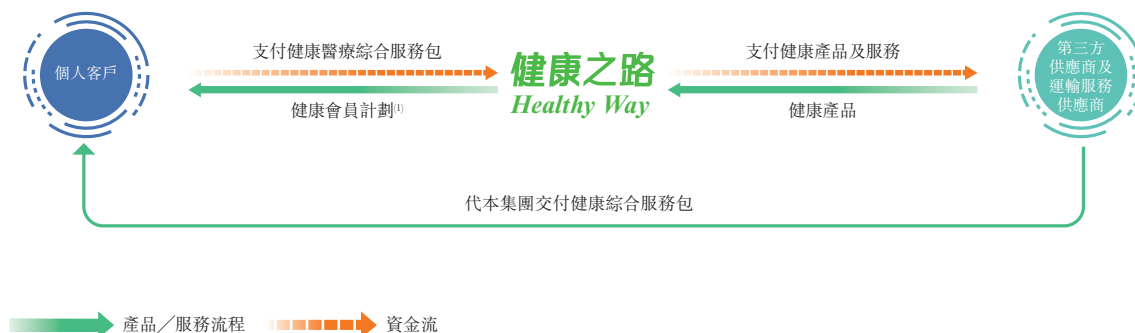 個人客戶
支付健康醫療綜合服務包
健康會員計劃(1)
健康之路
Healthy Way
支付健康產品及服務
健康產品
第三方
供應商及
運輸服務
供應商
代本集團交付健康綜合服務包
產品／服務流程
資金流